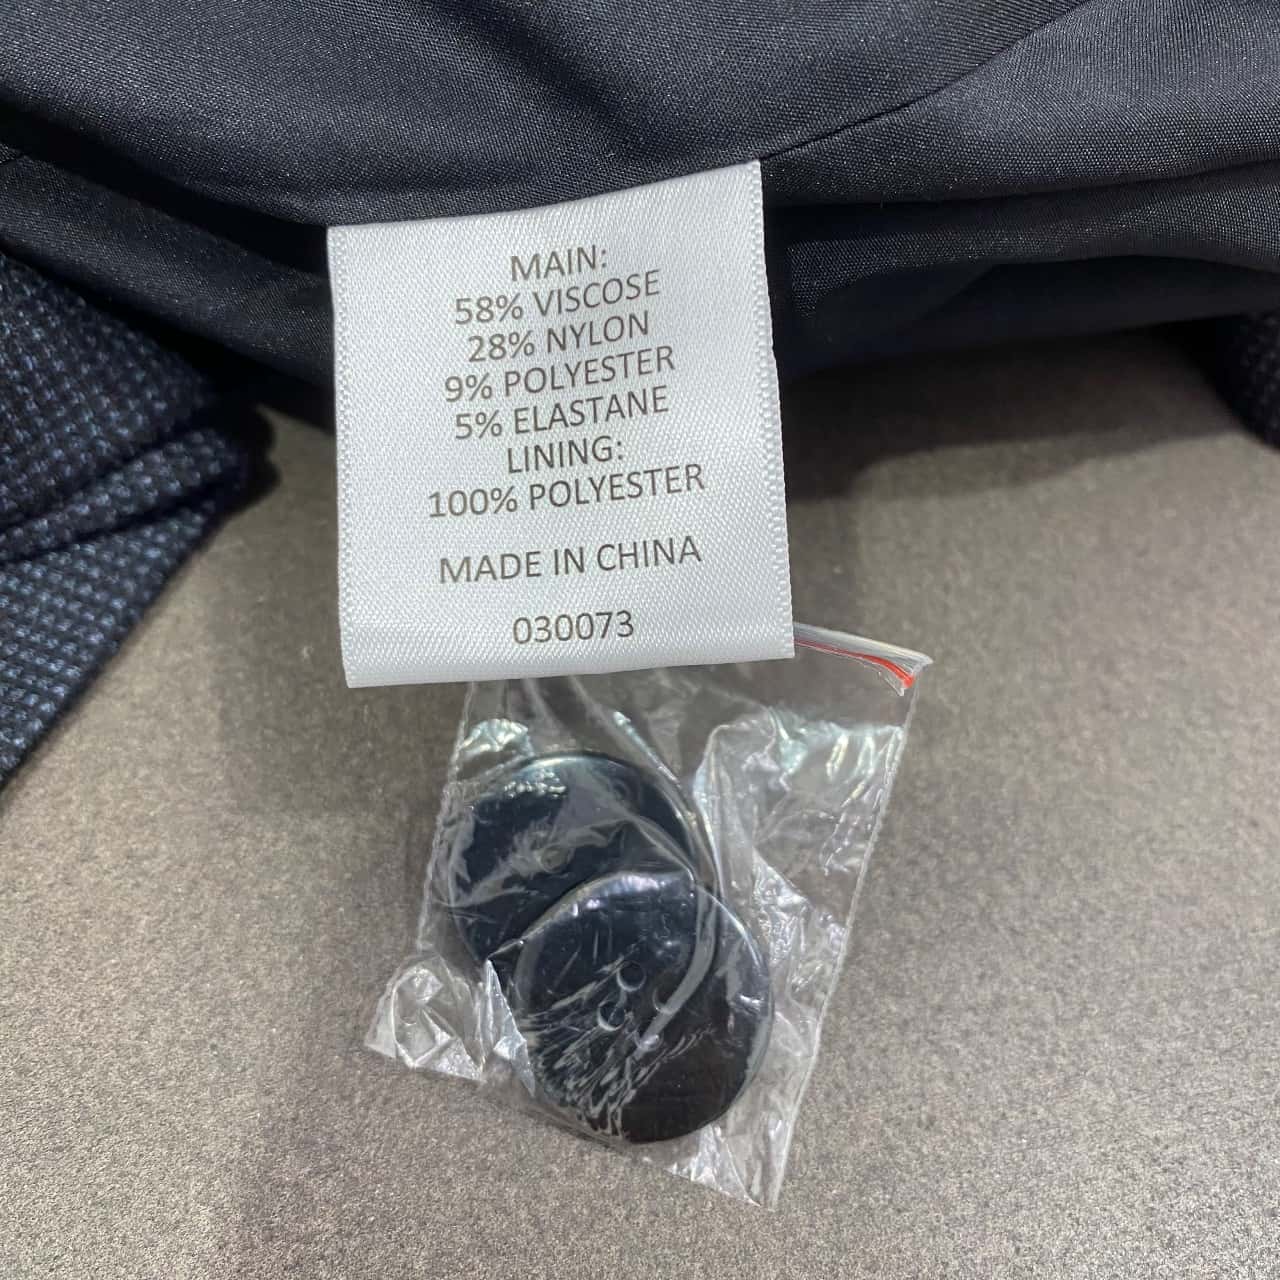 MAIN:
58% VISCOSE
28% NYLON
9% POLYESTER
5% ELASTANE
LINING:
100% POLYESTER
MADE IN CHINA
030073